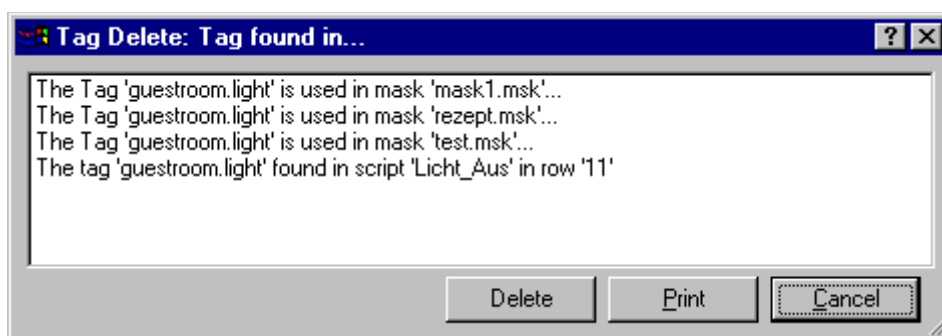 Tag Delete: Tag found in...
The Tag 'guestroom.light' is used in mask 'mask1.msk'...
The Tag 'guestroom.light' is used in mask 'rezept.msk'...
The Tag 'guestroom.light' is used in mask 'test.msk'...
The tag 'guestroom.light' found in script 'Licht_Aus' in row '11'
Delete Print Cancel